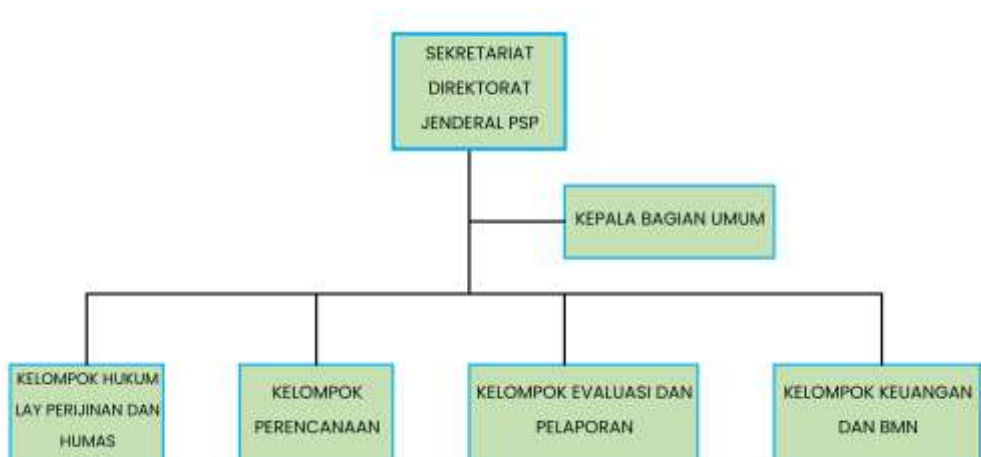 SEKRETARIAT
DIREKTORAT
JENDERAL PSP
KEPALA BAGIAN UMUM
KELOMPOK HUKUM
LAY PERIJINAN DAN
HUMAS
KELOMPOK
PERENCANAAN
KELOMPOK EVALUASI DAN
PELAPORAN
KELOMPOK KEUANGAN
DAN BMN